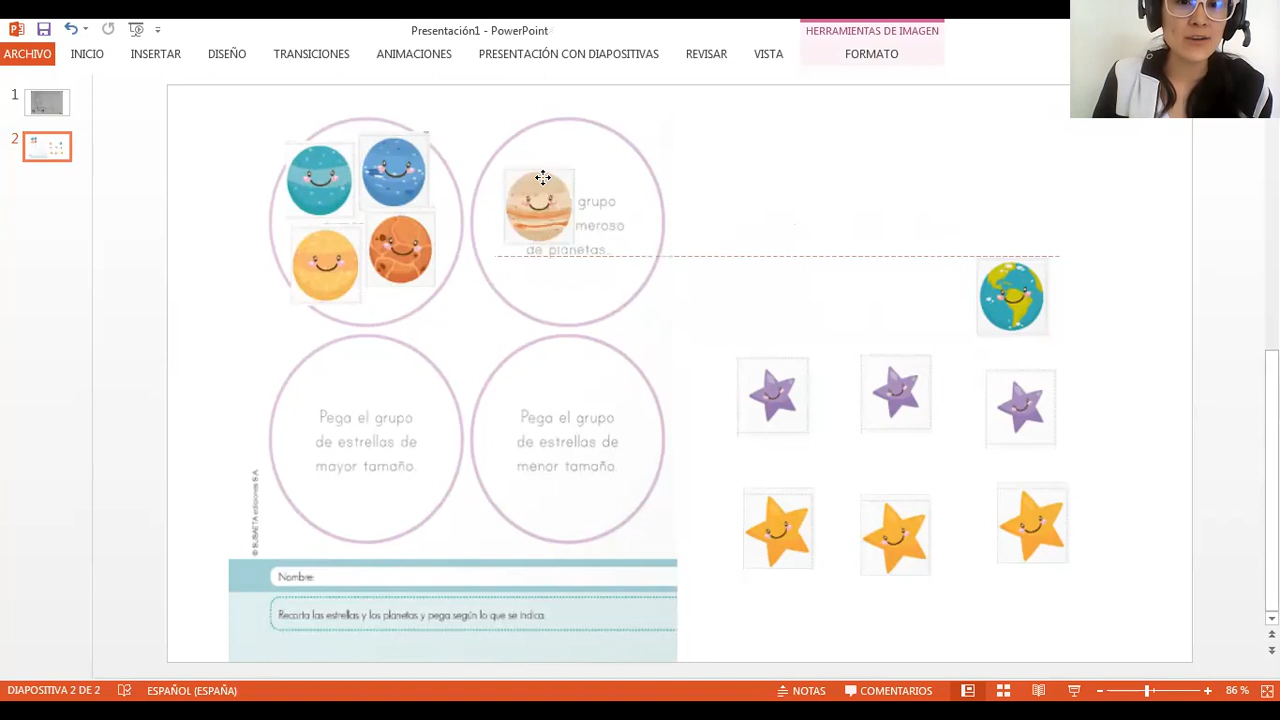 Presentación1 - PowerPoint
HERRAMIENTAS DE IMAGEN
ARCHIVO INICIO INSERTAR DISEÑO TRANSICIONES ANIMACIONES PRESENTACIÓN CON DIAPOSITIVAS REVISAR VISTA FORMATO
1
2
grupo
meroso
de planetas.
Pega el grupo
de estrellas de
mayor tamaño.
Pega el grupo
de estrellas de
menor tamaño.
© SUSAETA ediciones S.A.
Nombre:
Recorta las estrellas y los planetas y pega según lo que se indica.
DIAPOSITIVA 2 DE 2 ESPAÑOL (ESPAÑA) NOTAS COMENTARIOS 86 %